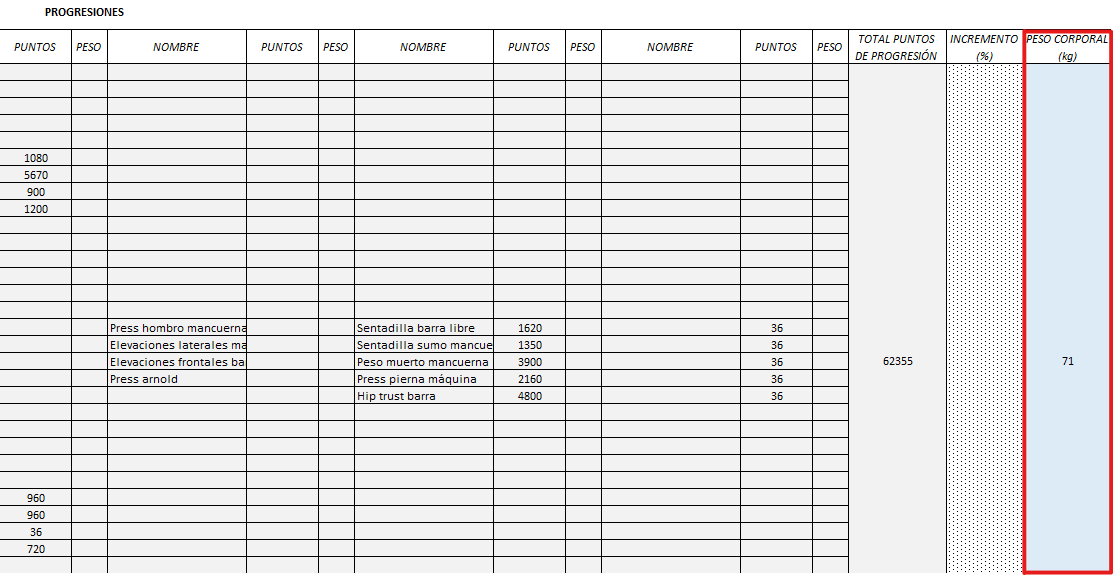 PROGRESIONES
PUNTOS PESO NOMBRE PUNTOS PESO NOMBRE PUNTOS PESO NOMBRE PUNTOS PESO TOTAL PUNTOS DE PROGRESIÓN INCREMENTO (%) PESO CORPORAL (kg)
1080
5670
900
1200
Press hombro mancuerna Sentadilla barra libre 1620 36
Elevaciones laterales ma Sentadilla sumo mancue 1350 36
Elevaciones frontales ba Peso muerto mancuerna 3900 36 62355 71
Press arnold Press pierna máquina 2160 36
Hip trust barra 4800 36
960
960
36
720